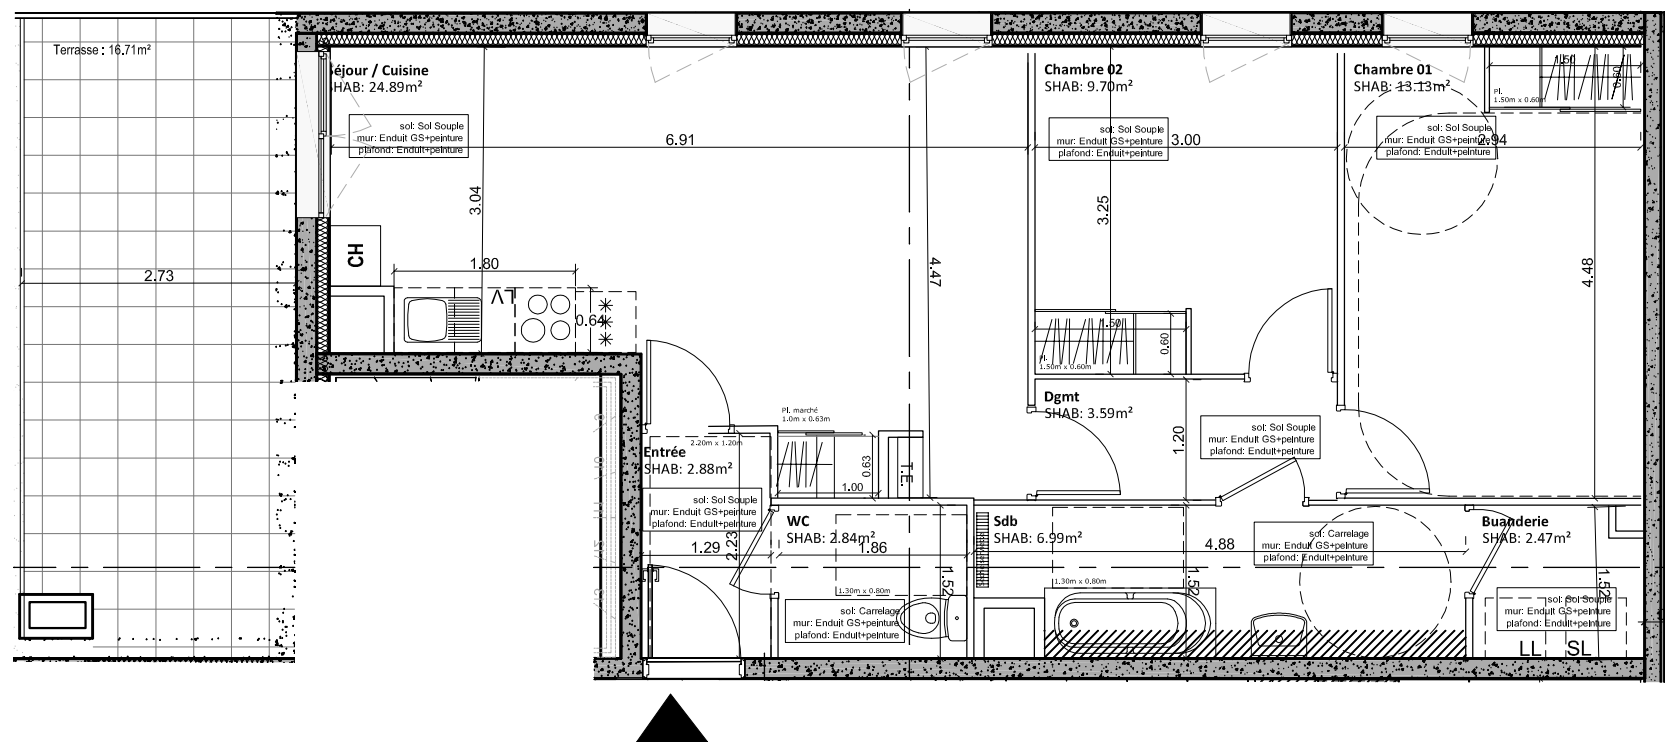 Terrasse : 16.71m²
2.73
Séjour / Cuisine
SHAB: 24.89m²
sol: Sol Souple
mur: Enduit GS+peinture
plafond: Enduit+peinture
6.91
3.04
CH
1.80
LV
0.64
4.47
Chambre 02
SHAB: 9.70m²
sol: Sol Souple
mur: Enduit GS+peinture
plafond: Enduit+peinture
3.00
3.25
1.50
0.60
Pl.
1.50m x 0.60m
Chambre 01
SHAB: 13.13m²
sol: Sol Souple
mur: Enduit GS+peinture
plafond: Enduit+peinture
2.94
1.50
0.60
Pl.
1.50m x 0.60m
4.48
Dgmt
SHAB: 3.59m²
sol: Sol Souple
mur: Enduit GS+peinture
plafond: Enduit+peinture
1.20
Pl. marché
1.0m x 0.63m
0.63
1.00
T.E.
2.20m x 1.20m
Entrée
SHAB: 2.88m²
sol: Sol Souple
mur: Enduit GS+peinture
plafond: Enduit+peinture
1.29
2.23
WC
SHAB: 2.84m²
1.86
1.52
1.30m x 0.80m
sol: Carrelage
mur: Enduit GS+peinture
plafond: Enduit+peinture
Sdb
SHAB: 6.99m²
4.88
1.52
1.30m x 0.80m
sol: Carrelage
mur: Enduit GS+peinture
plafond: Enduit+peinture
Buanderie
SHAB: 2.47m²
1.52
sol: Sol Souple
mur: Enduit GS+peinture
plafond: Enduit+peinture
LL
SL